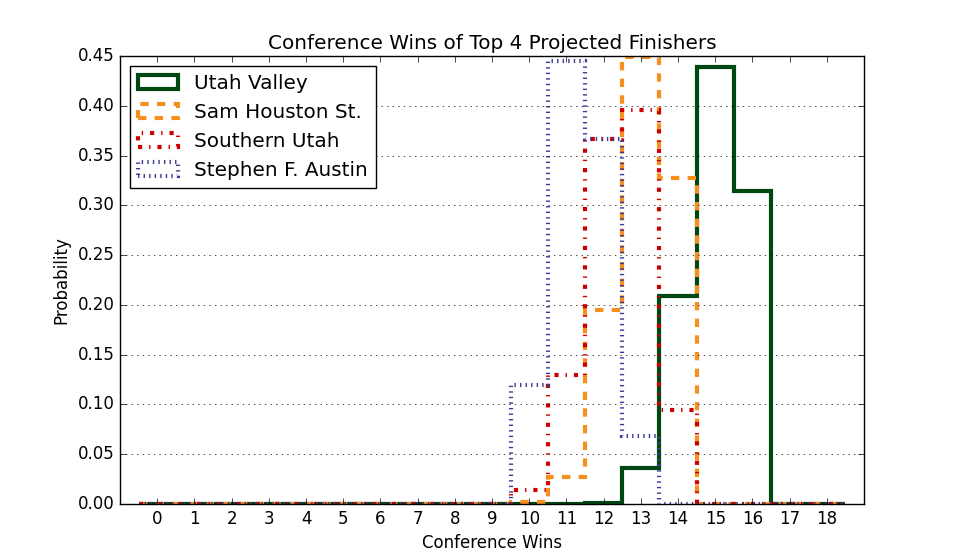 Conference Wins of Top 4 Projected Finishers
0.45
0.40
0.35
0.30
0.25
0.20
0.15
0.10
0.05
0.00
Probability
Utah Valley
Sam Houston St.
Southern Utah
Stephen F. Austin
0 1 2 3 4 5 6 7 8 9 10 11 12 13 14 15 16 17 18
Conference Wins